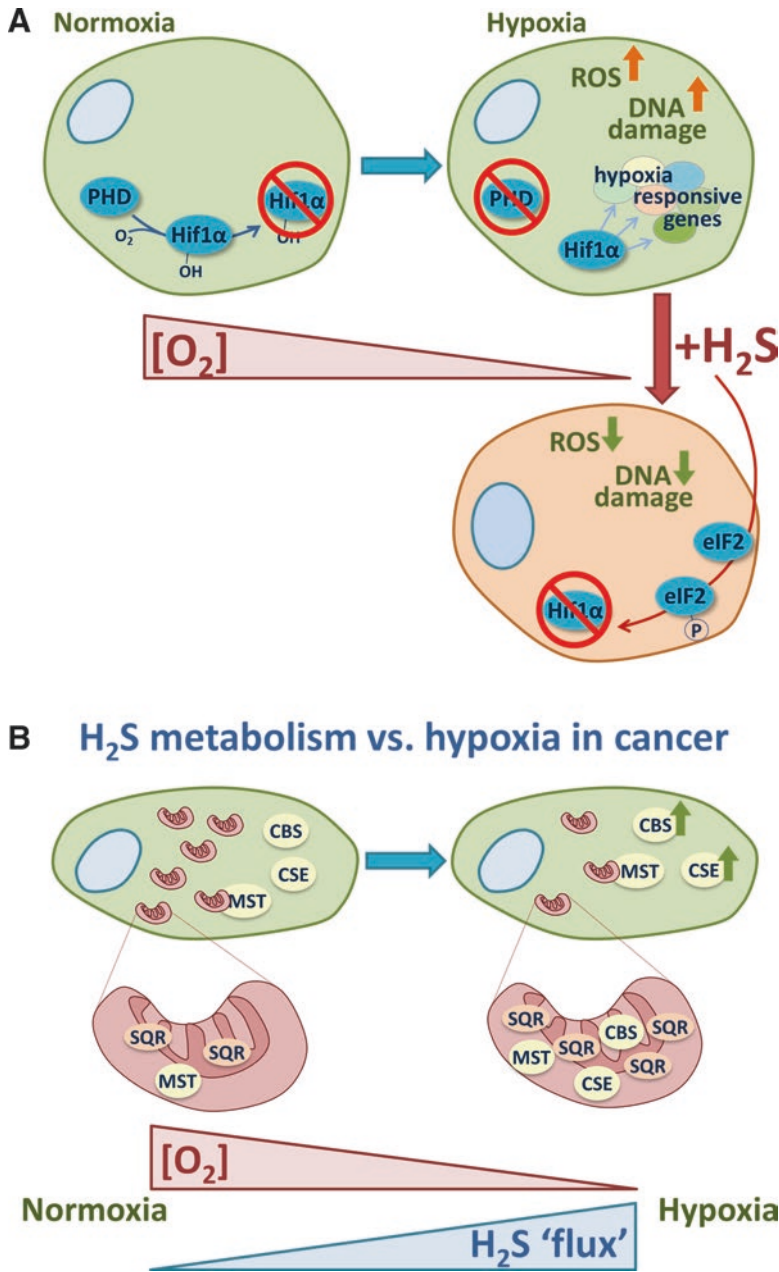 A
Normoxia
Hypoxia
ROS
DNA
damage
PHD
O₂
Hif1α
OH
Hif1α
OH
PHD
hypoxia
responsive
genes
Hif1α
[O₂]
+H₂S
ROS
DNA
damage
eIF2
eIF2
P
Hif1α
B
H₂S metabolism vs. hypoxia in cancer
CBS
CSE
MST
CBS
MST
CSE
SQR
SQR
MST
SQR
CBS
SQR
MST
SQR
SQR
CSE
[O₂]
Normoxia
Hypoxia
H₂S ‘flux’